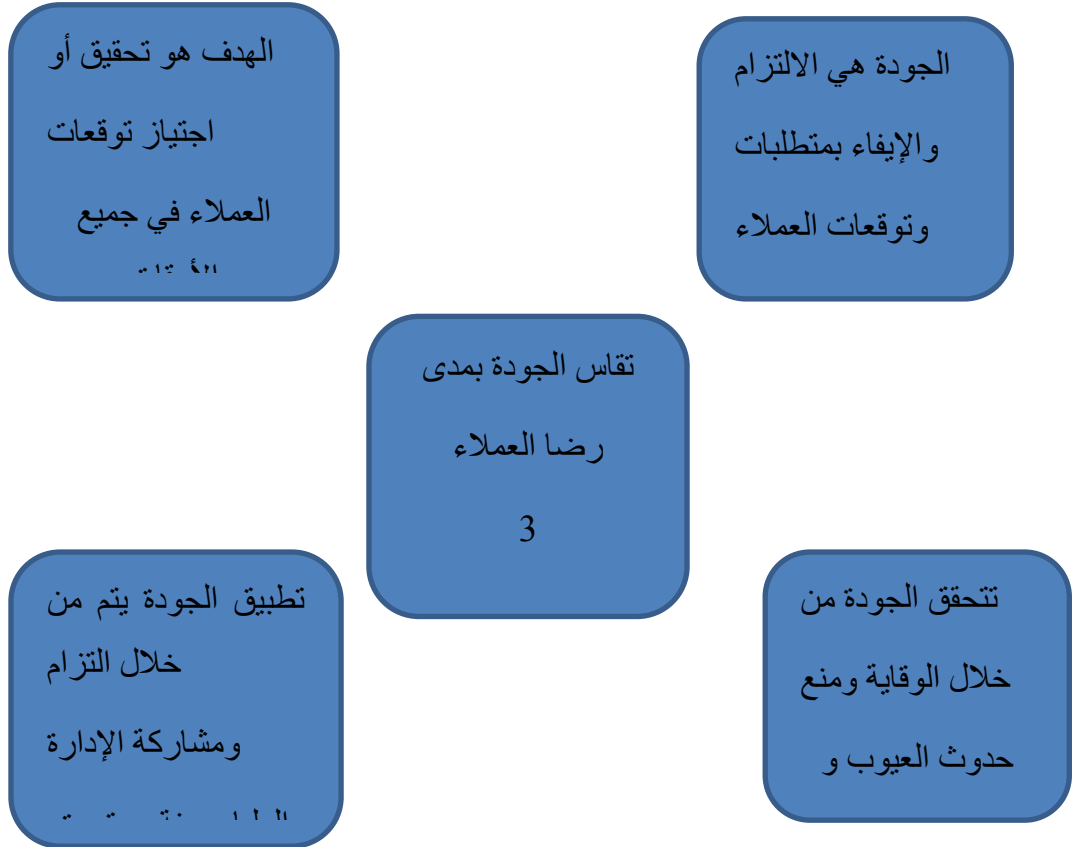 الجودة هي الالتزام
والإيفاء بمتطلبات
وتوقعات العملاء
الهدف هو تحقيق أو
اجتياز توقعات
العملاء في جميع
تقاس الجودة بمدى
رضا العملاء
3
تتحقق الجودة من
خلال الوقاية ومنع
حدوث العيوب و
تطبيق الجودة يتم من
خلال التزام
ومشاركة الإدارة